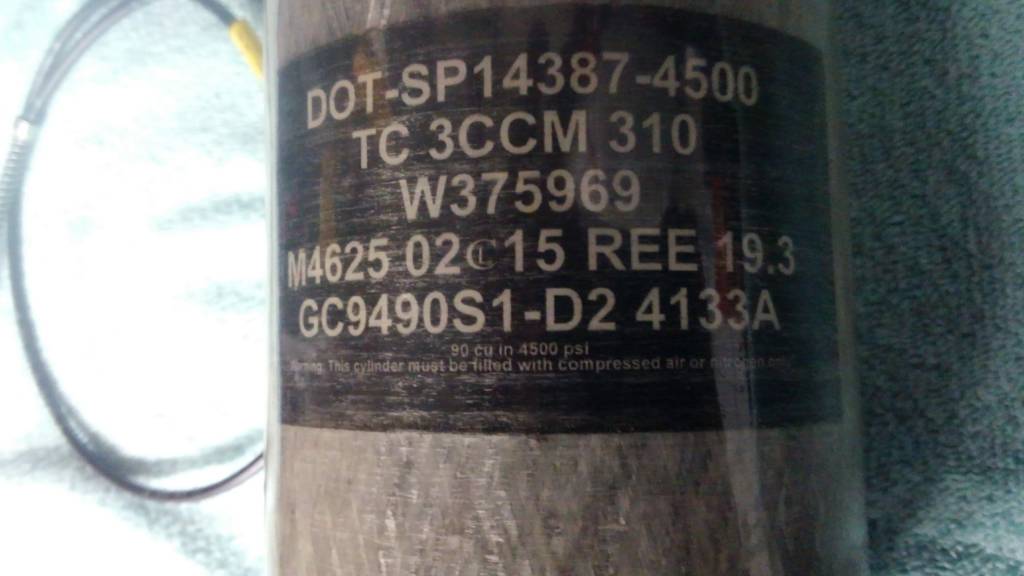 DOT-SP14387-4500
TC 3CCM 310
W375969
M4625 02 15 REE 19.3
GC9490S1-D2 4133A
90 cu in 4500 psi
Warning: This cylinder must be filled with compressed air or nitrogen only